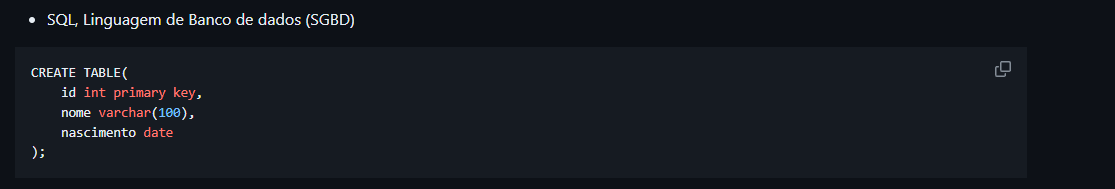 • SQL, Linguagem de Banco de dados (SGBD)
CREATE TABLE(
    id int primary key,
    nome varchar(100),
    nascimento date
);